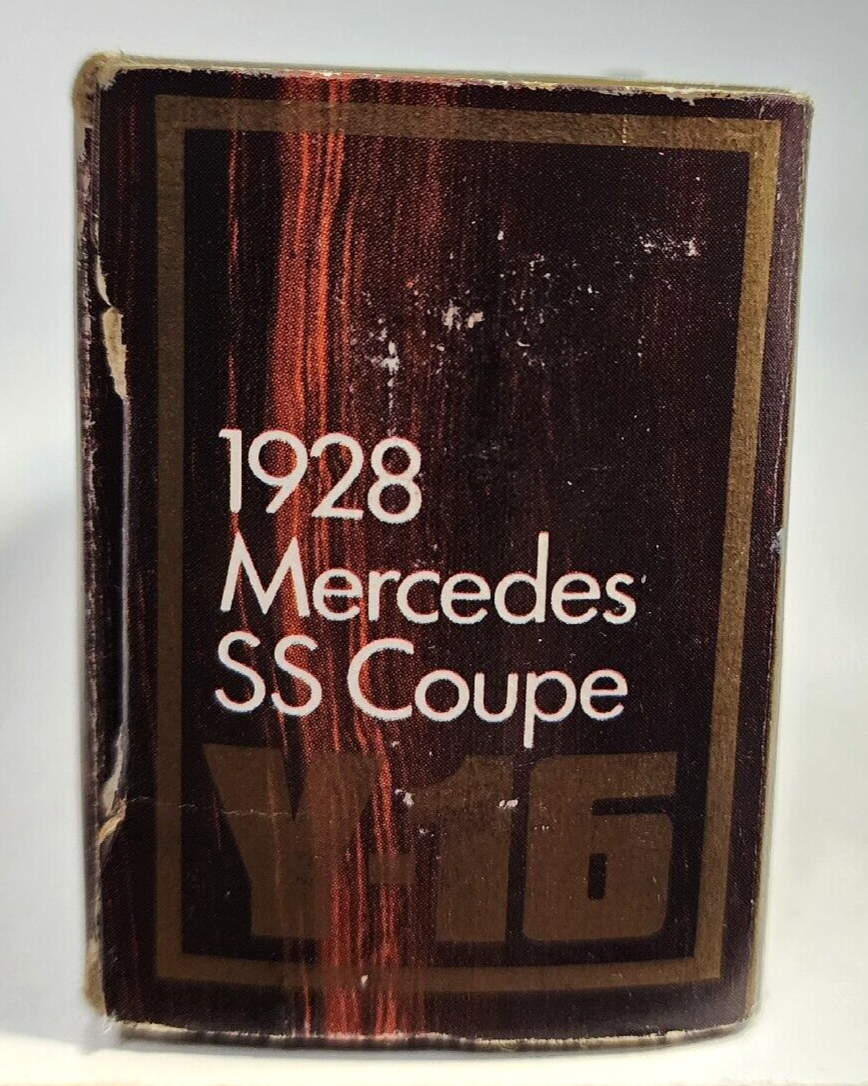 1928
Mercedes
SS Coupe
Y-16